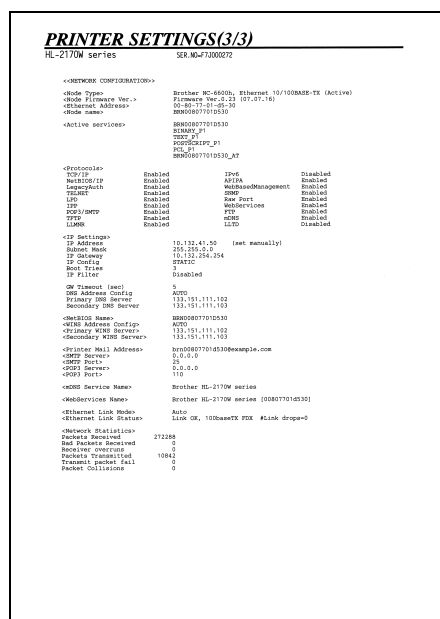 PRINTER SETTINGS(3/3)
HL-2170W series SER.NO=F7J000272
<<NETWORK CONFIGURATION>>
<Node Type> Brother NC-6600h, Ethernet 10/100BASE-TX (Active)
<Node Firmware Ver.> Firmware Ver.0.23 (07.07.16)
<Ethernet Address> 00-80-77-01-d5-30
<Node name> BRN00807701D530
<Active services> BRN00807701D530
BINARY_P1
TEXT_P1
POSTSCRIPT_P1
PCL_P1
BRN00807701D530_AT
<Protocols>
TCP/IP Enabled IPv6 Disabled
NetBIOS/IP Enabled APIPA Enabled
LegacyAuth Enabled WebBasedManagement Enabled
TELNET Enabled SNMP Enabled
LPD Enabled Raw Port Enabled
IPP Enabled WebServices Enabled
POP3/SMTP Enabled FTP Enabled
TFTP Enabled mDNS Enabled
LLMNR Enabled LLTD Disabled
<IP Settings>
IP Address 10.132.41.50 (set manually)
Subnet Mask 255.255.0.0
IP Gateway 10.132.254.254
IP Config STATIC
Boot Tries 3
IP Filter Disabled
GW Timeout (sec) 5
DNS Address Config AUTO
Primary DNS Server 133.151.111.102
Secondary DNS Server 133.151.111.103
<NetBIOS Name> BRN00807701D530
<WINS Address Config> AUTO
<Primary WINS Server> 133.151.111.102
<Secondary WINS Server> 133.151.111.103
<Printer Mail Address> brn00807701d530@example.com
<SMTP Server> 0.0.0.0
<SMTP Port> 25
<POP3 Server> 0.0.0.0
<POP3 Port> 110
<mDNS Service Name> Brother HL-2170W series
<WebServices Name> Brother HL-2170W series [00807701d530]
<Ethernet Link Mode> Auto
<Ethernet Link Status> Link OK, 100baseTX FDX #Link drops=0
<Network Statistics>
Packets Received 272288
Bad Packets Received 0
Receiver overruns 0
Packets Transmitted 10842
Transmit packet fail 0
Packet Collisions 0